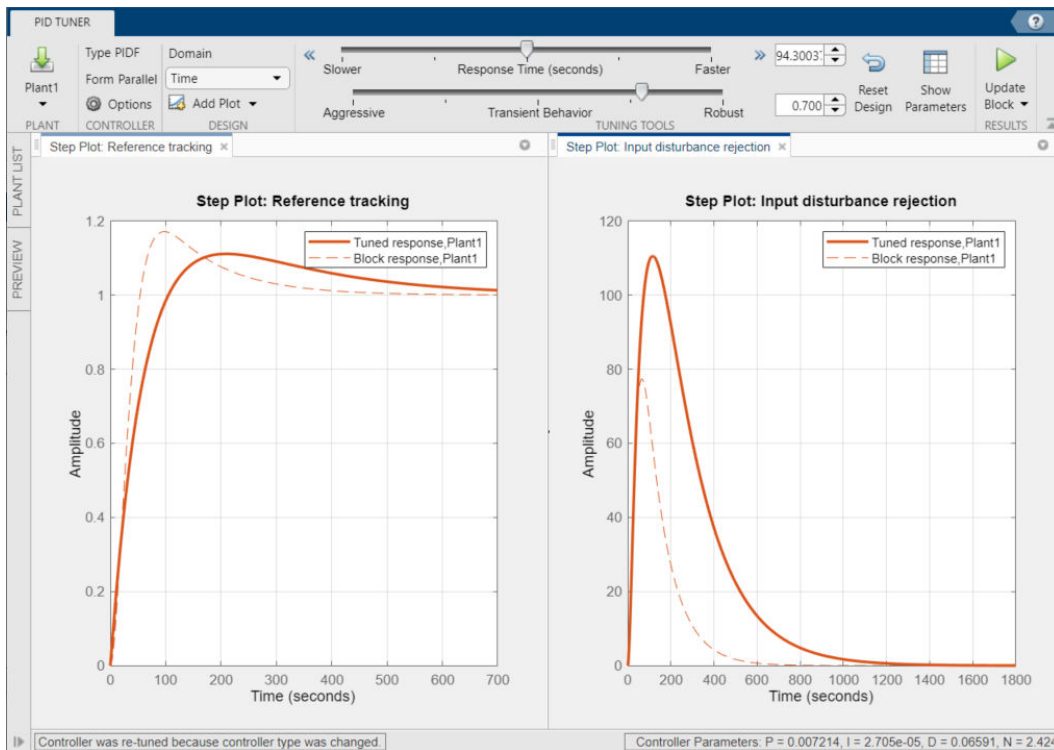 PID TUNER
?
Plant1
PLANT
Type PIDF
Form Parallel
Options
CONTROLLER
Domain
Time
Add Plot
DESIGN
Slower Response Time (seconds) Faster
94.30037
Aggressive Transient Behavior Robust
0.700
TUNING TOOLS
Reset Design
Show Parameters
Update Block
RESULTS
PLANT LIST
PREVIEW
Step Plot: Reference tracking ×
Step Plot: Reference tracking
Tuned response,Plant1
Block response,Plant1
Amplitude
1.2
1
0.8
0.6
0.4
0.2
0
0 100 200 300 400 500 600 700
Time (seconds)
Step Plot: Input disturbance rejection ×
Step Plot: Input disturbance rejection
Tuned response,Plant1
Block response,Plant1
Amplitude
120
100
80
60
40
20
0
0 200 400 600 800 1000 1200 1400 1600 1800
Time (seconds)
Controller was re-tuned because controller type was changed.
Controller Parameters: P = 0.007214, I = 2.705e-05, D = 0.06591, N = 2.424